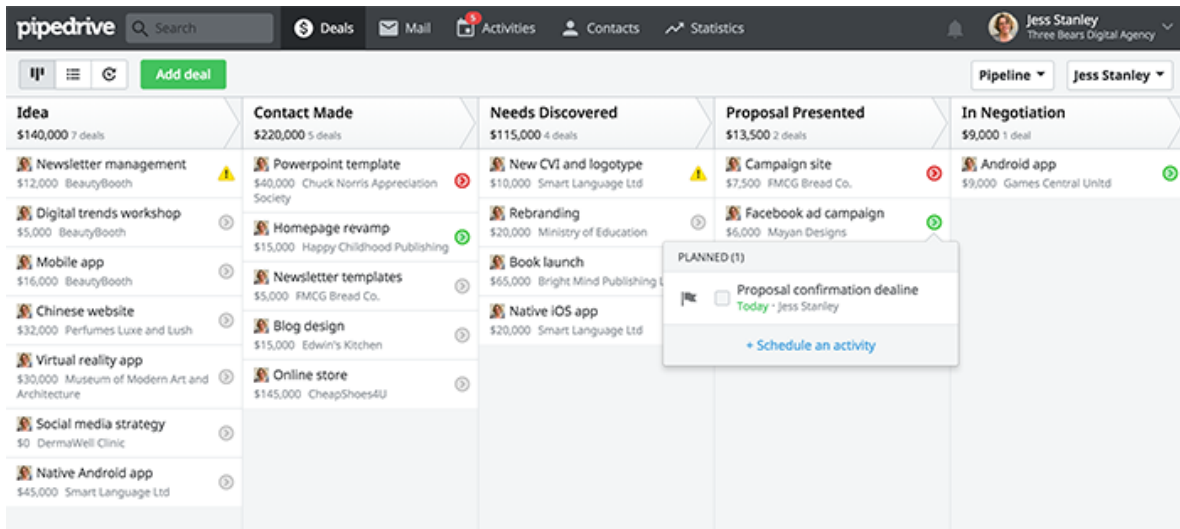 pipedrive
Search
Deals
Mail
5
Activities
Contacts
Statistics
Jess Stanley
Three Bears Digital Agency
Add deal
Pipeline
Jess Stanley
Idea
$140,000 7 deals
Newsletter management
$12,000 BeautyBooth
Digital trends workshop
$5,000 BeautyBooth
Mobile app
$16,000 BeautyBooth
Chinese website
$32,000 Perfumes Luxe and Lush
Virtual reality app
$30,000 Museum of Modern Art and
Architecture
Social media strategy
$0 DermaWell Clinic
Native Android app
$45,000 Smart Language Ltd
Contact Made
$220,000 5 deals
Powerpoint template
$40,000 Chuck Norris Appreciation
Society
Homepage revamp
$15,000 Happy Childhood Publishing
Newsletter templates
$5,000 FMCG Bread Co.
Blog design
$15,000 Edwin's Kitchen
Online store
$145,000 CheapShoes4U
Needs Discovered
$115,000 4 deals
New CVI and logotype
$10,000 Smart Language Ltd
Rebranding
$20,000 Ministry of Education
Book launch
$65,000 Bright Mind Publishing L
Native iOS app
$20,000 Smart Language Ltd
Proposal Presented
$13,500 2 deals
Campaign site
$7,500 FMCG Bread Co.
Facebook ad campaign
$6,000 Mayan Designs
PLANNED (1)
Proposal confirmation dealine
Today · Jess Stanley
+ Schedule an activity
In Negotiation
$9,000 1 deal
Android app
$9,000 Games Central Unltd